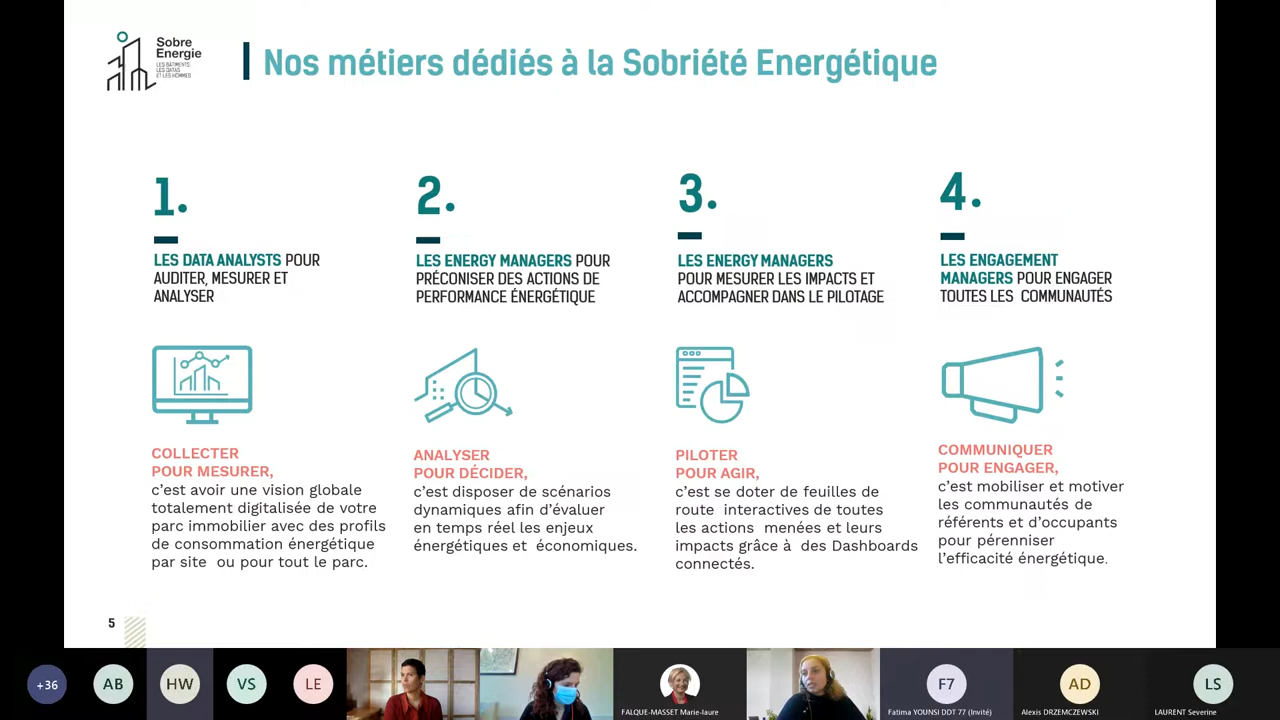 Sobre
Energie
LES BÂTIMENTS,
LES DATAS
ET LES HOMMES
Nos métiers dédiés à la Sobriété Energétique
1.
LES DATA ANALYSTS POUR
AUDITER, MESURER ET
ANALYSER
COLLECTER
POUR MESURER,
c’est avoir une vision globale
totalement digitalisée de votre
parc immobilier avec des profils
de consommation énergétique
par site ou pour tout le parc.
2.
LES ENERGY MANAGERS POUR
PRÉCONISER DES ACTIONS DE
PERFORMANCE ÉNERGÉTIQUE
ANALYSER
POUR DÉCIDER,
c’est disposer de scénarios
dynamiques afin d’évaluer
en temps réel les enjeux
énergétiques et économiques.
3.
LES ENERGY MANAGERS
POUR MESURER LES IMPACTS ET
ACCOMPAGNER DANS LE PILOTAGE
PILOTER
POUR AGIR,
c’est se doter de feuilles de
route interactives de toutes
les actions menées et leurs
impacts grâce à des Dashboards
connectés.
4.
LES ENGAGEMENT
MANAGERS POUR ENGAGER
TOUTES LES COMMUNAUTÉS
COMMUNIQUER
POUR ENGAGER,
c’est mobiliser et motiver
les communautés de
référents et d’occupants
pour pérenniser
l’efficacité énergétique.
5
+36
AB
HW
VS
LE
FALQUE-MASSET Marie-laure
F7
Fatima YOUNSI DDT 77 (Invité)
AD
Alexis DRZEMCZEWSKI
LS
LAURENT Severine